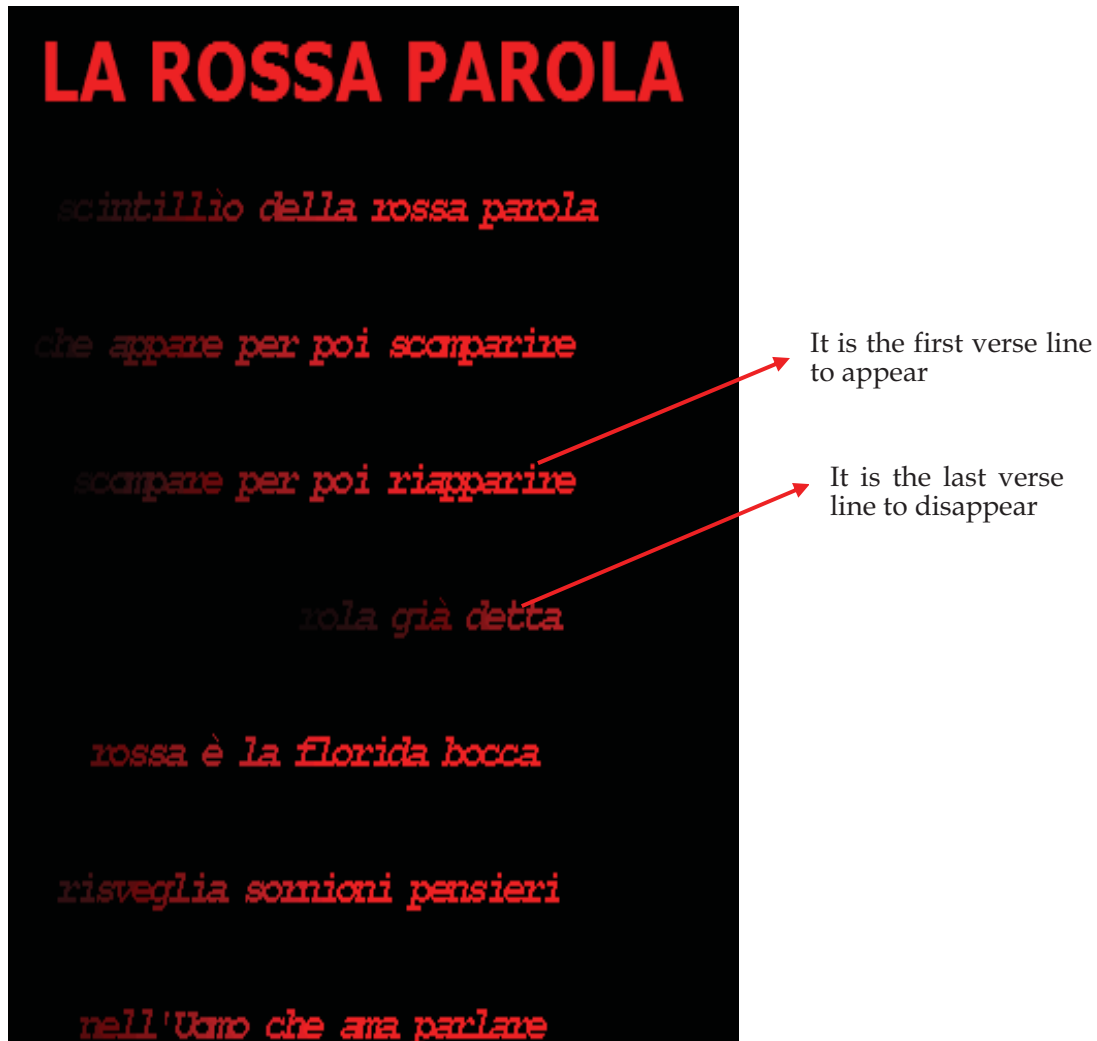 LA ROSSA PAROLA
scintillìo della rossa parola
che appare per poi scomparire
It is the first verse line
to appear
scompare per poi riapparire
It is the last verse
line to disappear
rola già detta
rossa è la florida bocca
risveglia sornioni pensieri
nell'Uomo che ama parlare